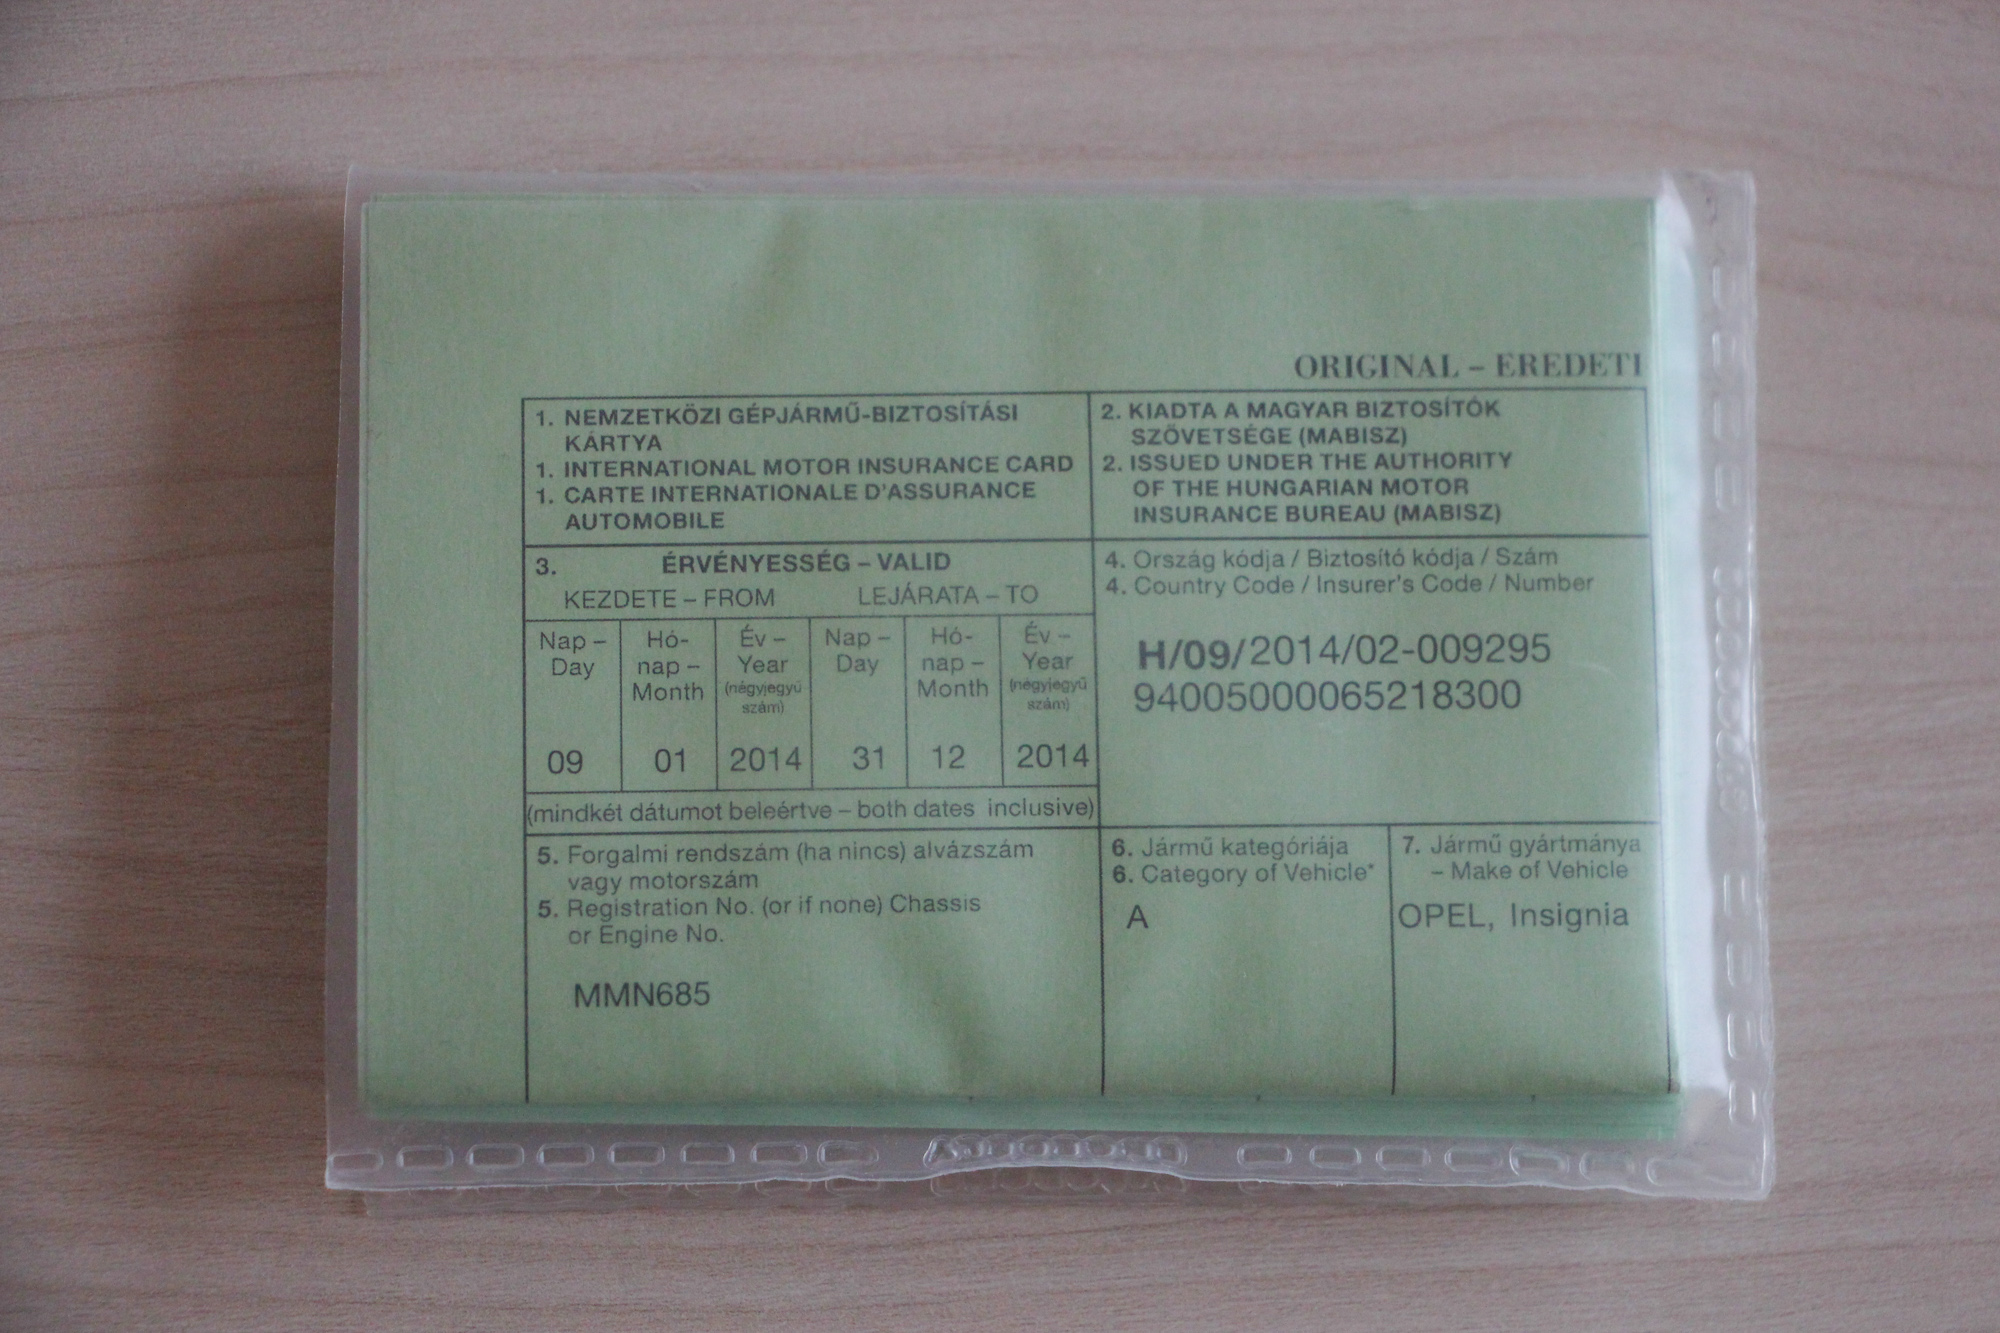 ORIGINAL – EREDETI
1. NEMZETKÖZI GÉPJÁRMŰ-BIZTOSÍTÁSI
KÁRTYA
1. INTERNATIONAL MOTOR INSURANCE CARD
1. CARTE INTERNATIONALE D'ASSURANCE
AUTOMOBILE
2. KIADTA A MAGYAR BIZTOSÍTÓK
SZÖVETSÉGE (MABISZ)
2. ISSUED UNDER THE AUTHORITY
OF THE HUNGARIAN MOTOR
INSURANCE BUREAU (MABISZ)
3. ÉRVÉNYESSÉG – VALID
KEZDETE – FROM LEJÁRATA – TO
Nap –
Day
09
Hó-
nap –
Month
01
Év –
Year
(négyjegyű
szám)
2014
Nap –
Day
31
Hó-
nap –
Month
12
Év –
Year
(négyjegyű
szám)
2014
(mindkét dátumot beleértve – both dates inclusive)
4. Ország kódja / Biztosító kódja / Szám
4. Country Code / Insurer's Code / Number
H/09/2014/02-009295
94005000065218300
5. Forgalmi rendszám (ha nincs) alvázszám
vagy motorszám
5. Registration No. (or if none) Chassis
or Engine No.
MMN685
6. Jármű kategóriája
6. Category of Vehicle*
A
7. Jármű gyártmánya
– Make of Vehicle
OPEL, Insignia